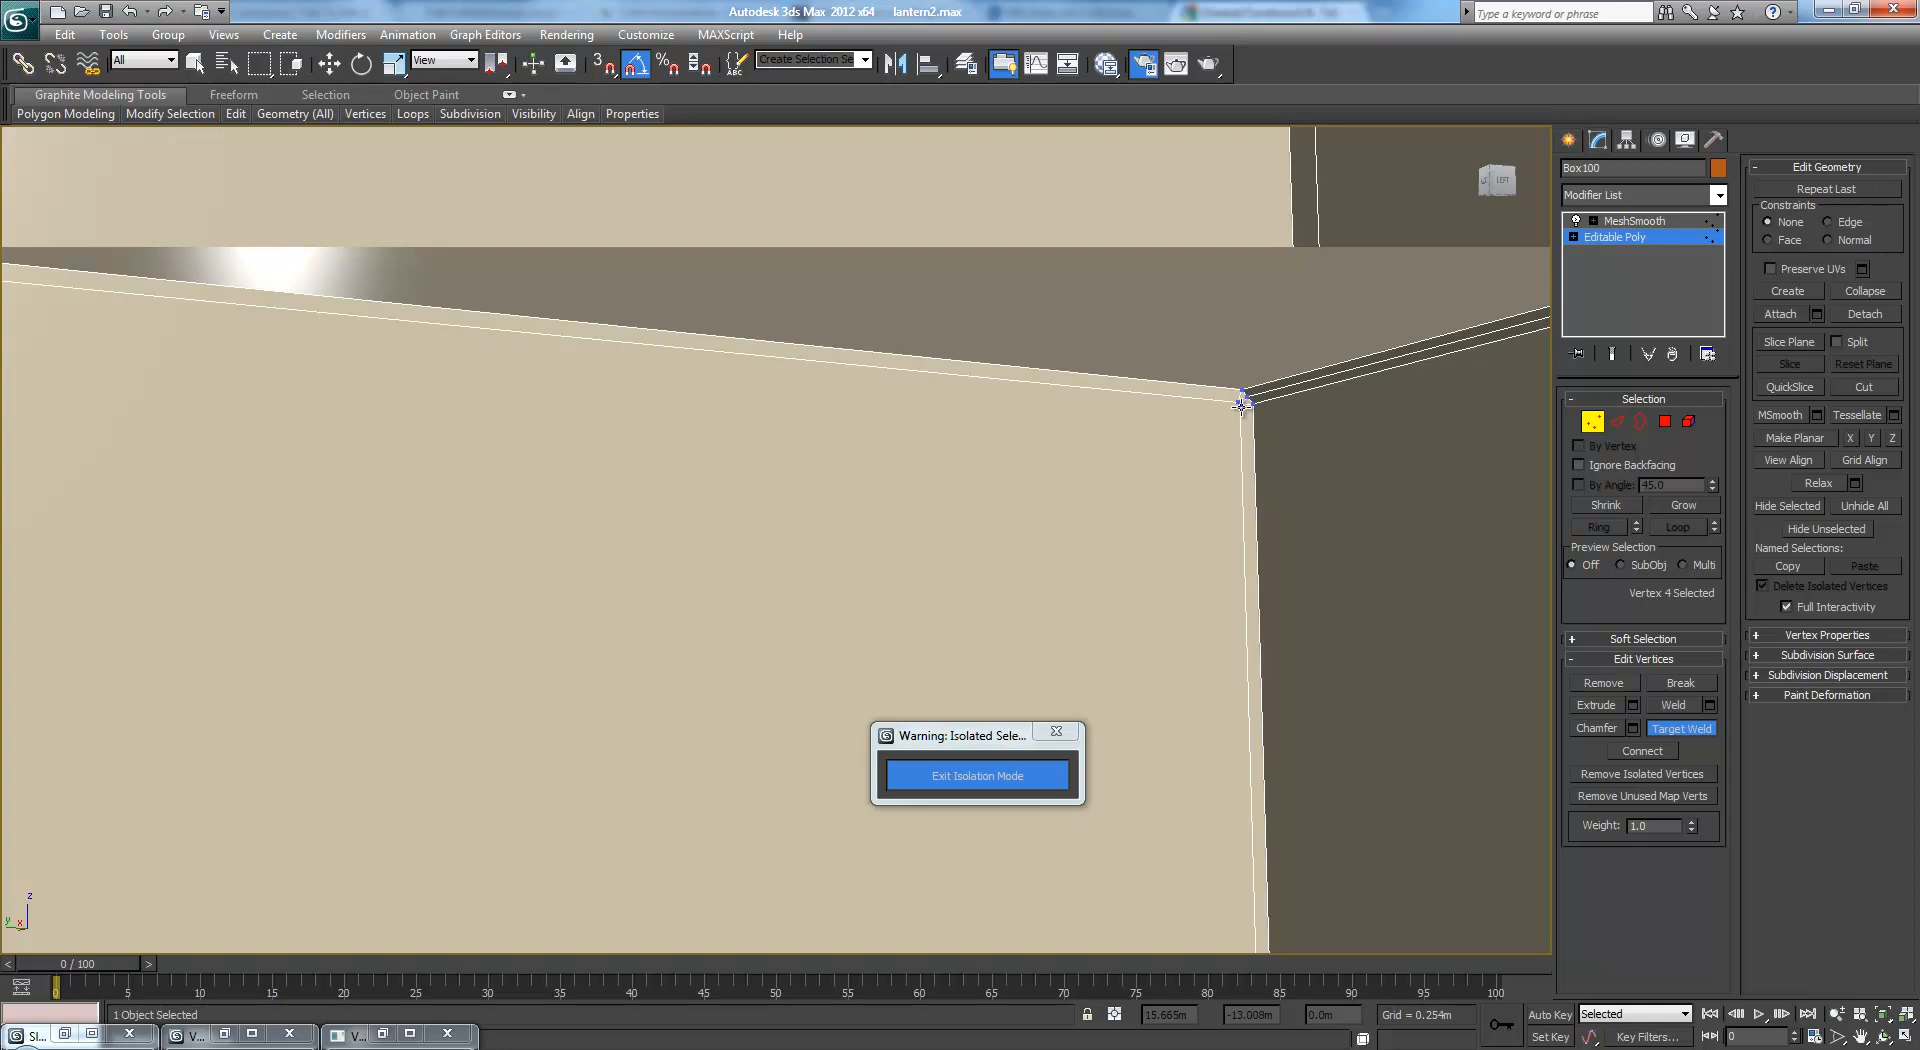 Autodesk 3ds Max 2012 x64    lantern2.max
Type a keyword or phrase
Edit Tools Group Views Create Modifiers Animation Graph Editors Rendering Customize MAXScript Help
All View 3 Create Selection Se
Graphite Modeling Tools Freeform Selection Object Paint
Polygon Modeling Modify Selection Edit Geometry (All) Vertices Loops Subdivision Visibility Align Properties
LEFT
Box100
Modifier List
MeshSmooth
Editable Poly
Selection
By Vertex
Ignore Backfacing
By Angle: 45.0
Shrink Grow
Ring Loop
Preview Selection
Off SubObj Multi
Vertex 4 Selected
Soft Selection
Edit Vertices
Remove Break
Extrude Weld
Chamfer Target Weld
Connect
Remove Isolated Vertices
Remove Unused Map Verts
Weight: 1.0
Edit Geometry
Repeat Last
Constraints
None Edge
Face Normal
Preserve UVs
Create Collapse
Attach Detach
Slice Plane Split
Slice Reset Plane
QuickSlice Cut
MSmooth Tessellate
Make Planar X Y Z
View Align Grid Align
Relax
Hide Selected Unhide All
Hide Unselected
Named Selections:
Copy Paste
Delete Isolated Vertices
Full Interactivity
Vertex Properties
Subdivision Surface
Subdivision Displacement
Paint Deformation
Warning: Isolated Sele...
Exit Isolation Mode
z
y x
< 0 / 100 >
0 5 10 15 20 25 30 35 40 45 50 55 60 65 70 75 80 85 90 95 100
1 Object Selected 15.665m -13.008m 0.0m Grid = 0.254m Auto Key Selected
Set Key Key Filters... 0
Sl... V... V...